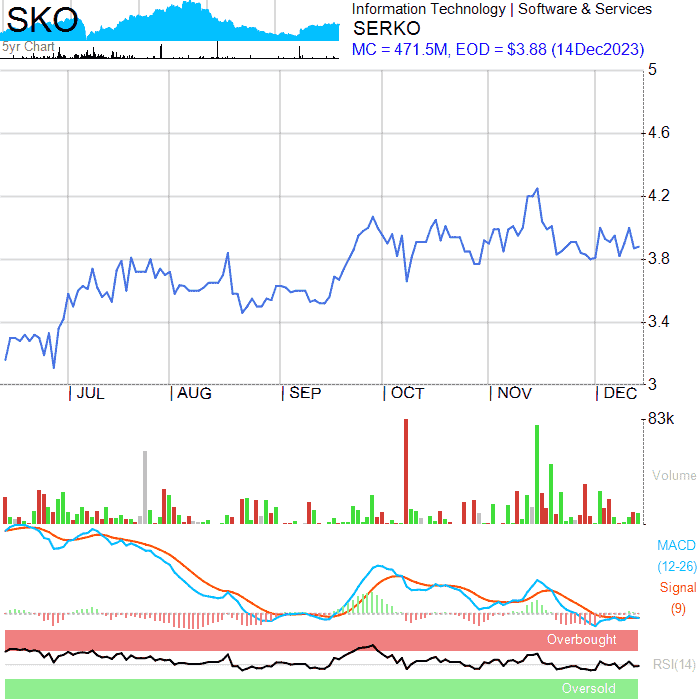 SKO
5yr Chart
Information Technology | Software & Services
SERKO
MC = 471.5M, EOD = $3.88 (14Dec2023)
5
4.6
4.2
3.8
3.4
3
JUL AUG SEP OCT NOV DEC
83k
Volume
MACD
(12-26)
Signal
(9)
Overbought
RSI(14)
Oversold